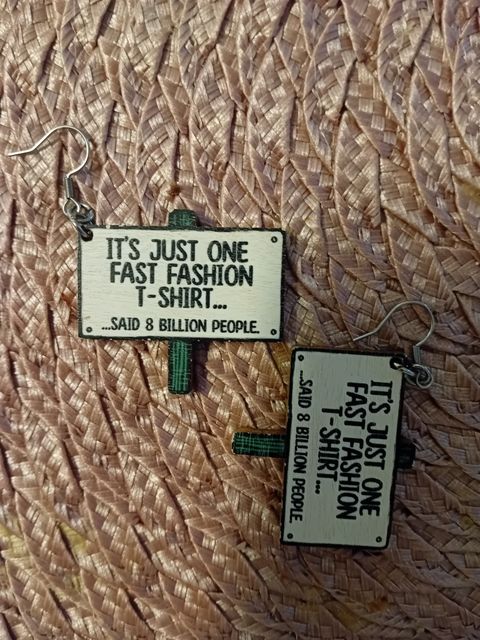 IT'S JUST ONE
FAST FASHION
T-SHIRT...
...SAID 8 BILLION PEOPLE.
IT'S JUST ONE
FAST FASHION
T-SHIRT...
...SAID 8 BILLION PEOPLE.